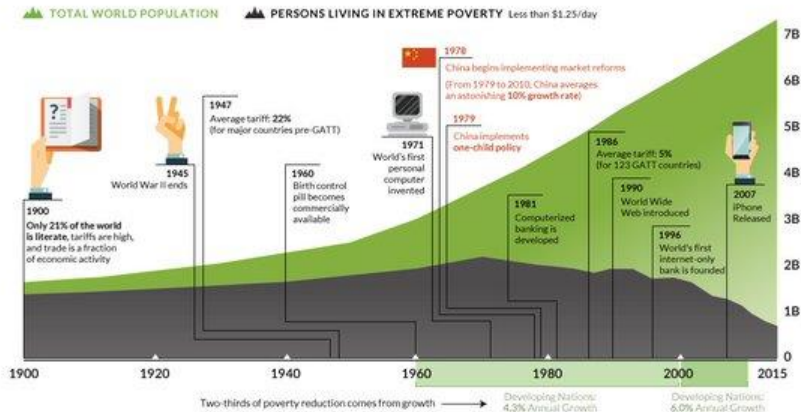 TOTAL WORLD POPULATION
PERSONS LIVING IN EXTREME POVERTY Less than $1.25/day
1900
Only 21% of the world
is literate, tariffs are high,
and trade is a fraction
of economic activity
1945
World War II ends
1947
Average tariff: 22%
(for major countries pre-GATT)
1960
Birth control
pill becomes
commercially
available
1971
World's first
personal
computer
invented
1978
China begins implementing market reforms
(From 1979 to 2010, China averages
an astonishing 10% growth rate)
1979
China implements
one-child policy
1981
Computerized
banking is
developed
1986
Average tariff: 5%
(for 123 GATT countries)
1990
World Wide
Web introduced
1996
World's first
internet-only
bank is founded
2007
iPhone
Released
7B
6B
5B
4B
3B
2B
1B
0
1900
1920
1940
1960
1980
2000
2015
Two-thirds of poverty reduction comes from growth
Developing Nations:
4.3% Annual Growth
Developing Nations:
6.0% Annual Growth